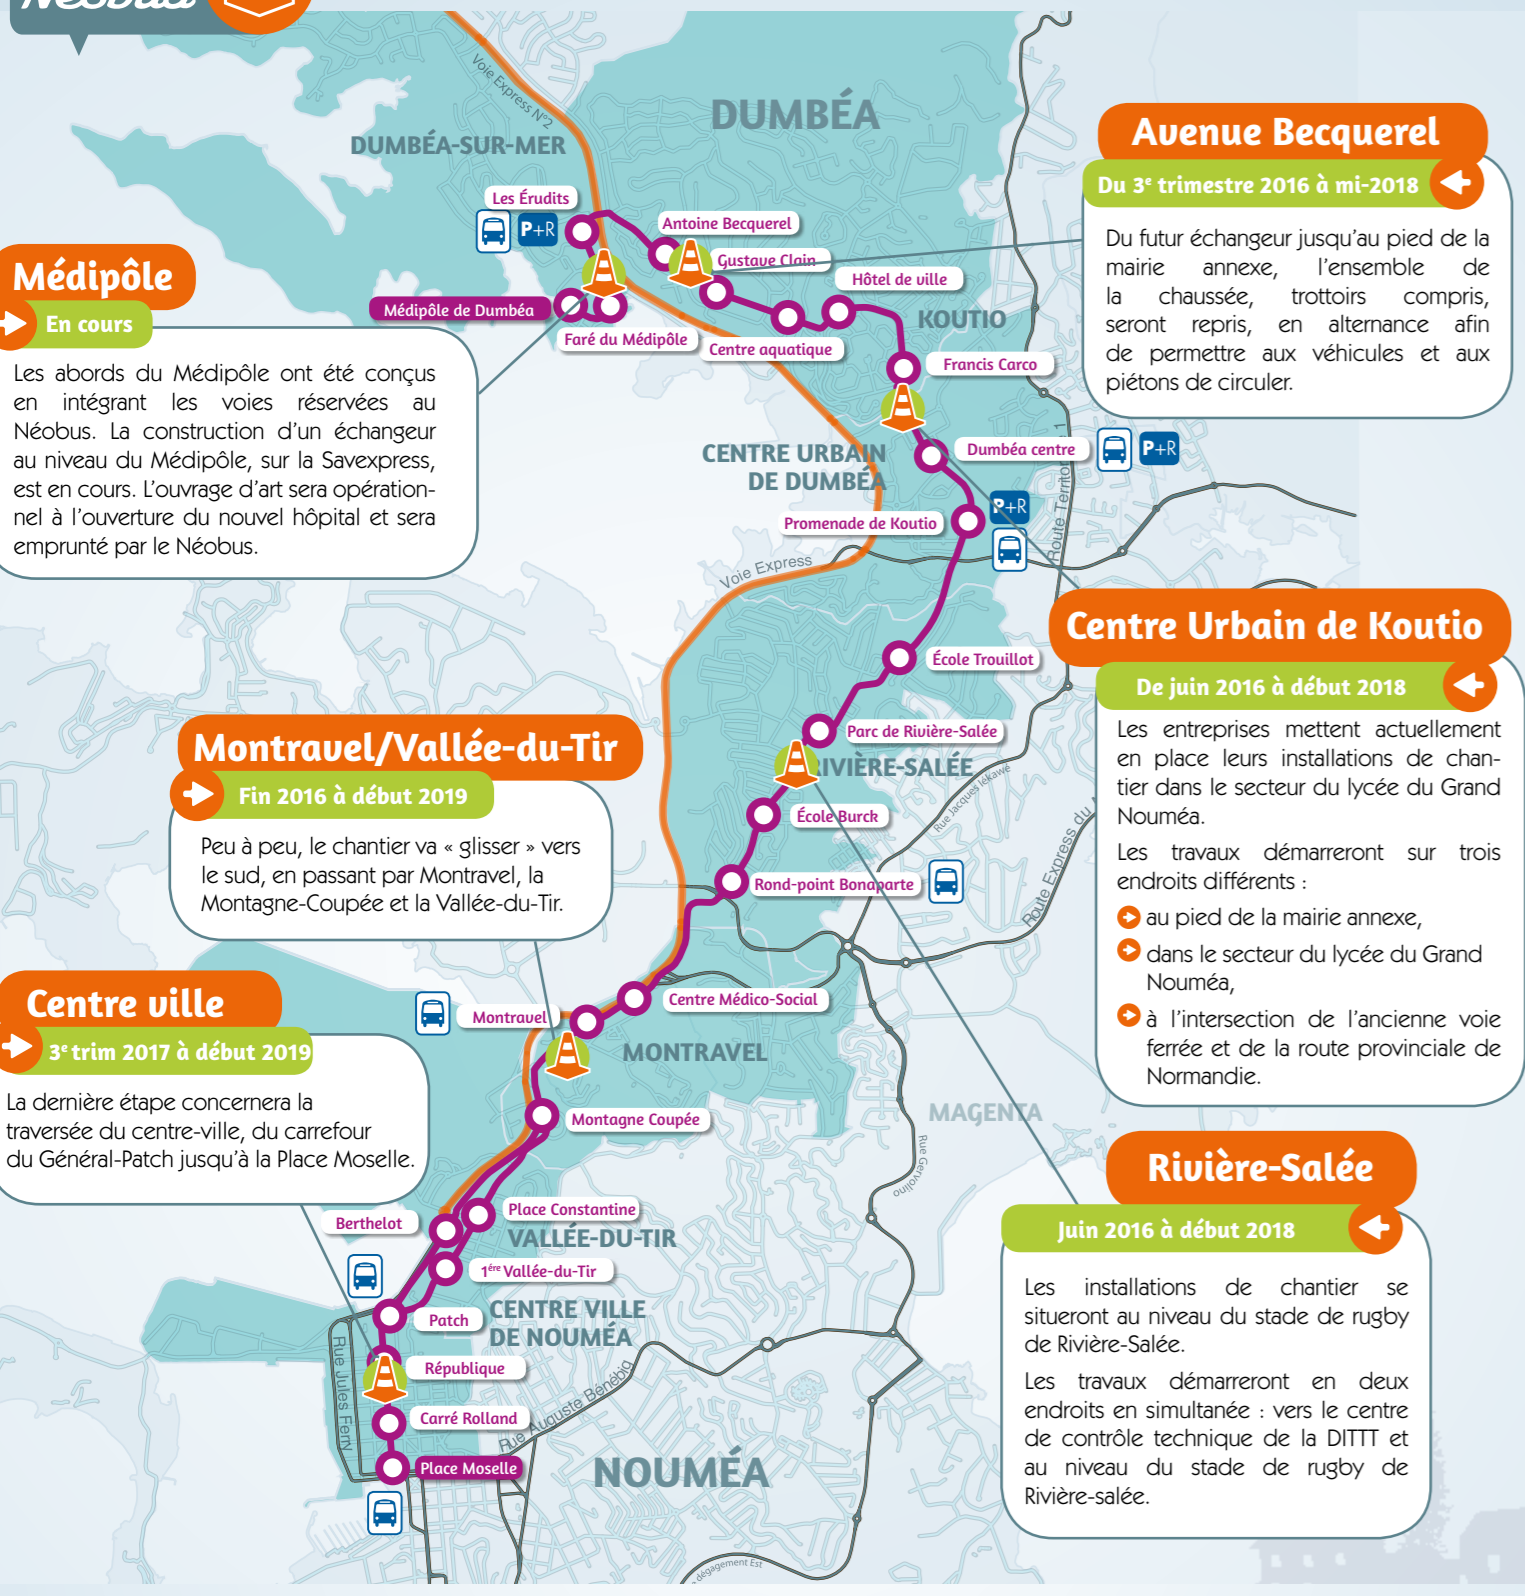 Néobus
Voie Express N°2
DUMBÉA
DUMBÉA-SUR-MER
Les Érudits
P+R
Antoine Becquerel
Gustave Clain
Hôtel de ville
KOUTIO
Médipôle de Dumbéa
Faré du Médipôle
Centre aquatique
Francis Carco
CENTRE URBAIN
DE DUMBÉA
Dumbéa centre
P+R
P+R
Promenade de Koutio
Voie Express
École Trouillot
Parc de Rivière-Salée
RIVIÈRE-SALÉE
Rue Jacques Iékawé
École Burck
Rond-point Bonaparte
Route Express du
Centre Médico-Social
Montravel
MONTRAVEL
MAGENTA
Montagne Coupée
Rue Gervolino
Place Constantine
Berthelot
VALLÉE-DU-TIR
1ère Vallée-du-Tir
CENTRE VILLE
DE NOUMÉA
Patch
République
Rue Jules Ferry
Rue Auguste Bénébig
Carré Rolland
Place Moselle
NOUMÉA
dégagement Est
Avenue Becquerel
Du 3e trimestre 2016 à mi-2018
Du futur échangeur jusqu'au pied de la
mairie annexe, l'ensemble de
la chaussée, trottoirs compris,
seront repris, en alternance afin
de permettre aux véhicules et aux
piétons de circuler.
Médipôle
En cours
Les abords du Médipôle ont été conçus
en intégrant les voies réservées au
Néobus. La construction d'un échangeur
au niveau du Médipôle, sur la Savexpress,
est en cours. L'ouvrage d'art sera opération-
nel à l'ouverture du nouvel hôpital et sera
emprunté par le Néobus.
Centre Urbain de Koutio
De juin 2016 à début 2018
Les entreprises mettent actuellement
en place leurs installations de chan-
tier dans le secteur du lycée du Grand
Nouméa.
Les travaux démarreront sur trois
endroits différents :
au pied de la mairie annexe,
dans le secteur du lycée du Grand
Nouméa,
à l'intersection de l'ancienne voie
ferrée et de la route provinciale de
Normandie.
Montravel/Vallée-du-Tir
Fin 2016 à début 2019
Peu à peu, le chantier va « glisser » vers
le sud, en passant par Montravel, la
Montagne-Coupée et la Vallée-du-Tir.
Centre ville
3e trim 2017 à début 2019
La dernière étape concernera la
traversée du centre-ville, du carrefour
du Général-Patch jusqu'à la Place Moselle.
Rivière-Salée
Juin 2016 à début 2018
Les installations de chantier se
situeront au niveau du stade de rugby
de Rivière-Salée.
Les travaux démarreront en deux
endroits en simultanée : vers le centre
de contrôle technique de la DITTT et
au niveau du stade de rugby de
Rivière-salée.